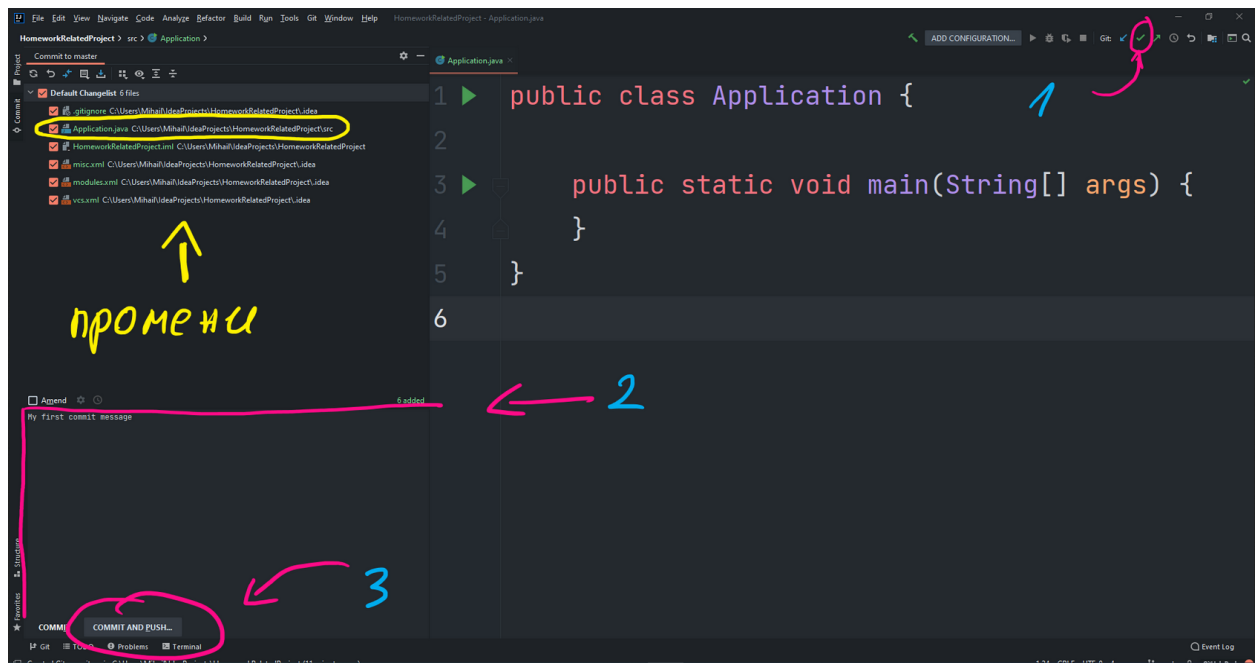 File Edit View Navigate Code Analyze Refactor Build Run Tools Git Window Help HomeworkRelatedProject - Application.java
HomeworkRelatedProject > src > Application >
ADD CONFIGURATION...
Git:
Project
Commit to master
Application.java
Commit
Default Changelist 6 files
.gitignore C:\Users\Mihail\IdeaProjects\HomeworkRelatedProject\.idea
Application.java C:\Users\Mihail\IdeaProjects\HomeworkRelatedProject\src
HomeworkRelatedProject.iml C:\Users\Mihail\IdeaProjects\HomeworkRelatedProject
misc.xml C:\Users\Mihail\IdeaProjects\HomeworkRelatedProject\.idea
modules.xml C:\Users\Mihail\IdeaProjects\HomeworkRelatedProject\.idea
vcs.xml C:\Users\Mihail\IdeaProjects\HomeworkRelatedProject\.idea
промени
1 public class Application {
2
3 public static void main(String[] args) {
4 }
5 }
6
1
2
Amend
6 added
My first commit message
3
Structure
Favorites
COMMI
COMMIT AND PUSH...
Git TODO Problems Terminal
Event Log